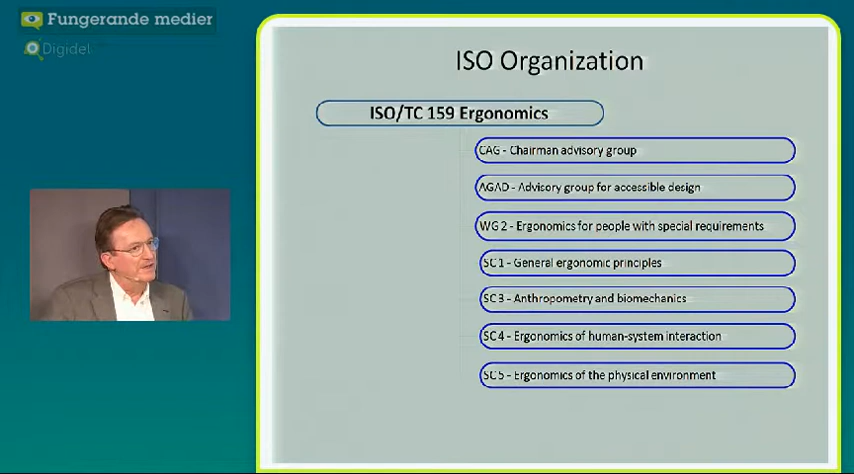 Fungerande medier
Digidel
ISO Organization
ISO/TC 159 Ergonomics
CAG - Chairman advisory group
AGAD - Advisory group for accessible design
WG 2 - Ergonomics for people with special requirements
SC 1 - General ergonomic principles
SC 3 - Anthropometry and biomechanics
SC 4 - Ergonomics of human-system interaction
SC 5 - Ergonomics of the physical environment